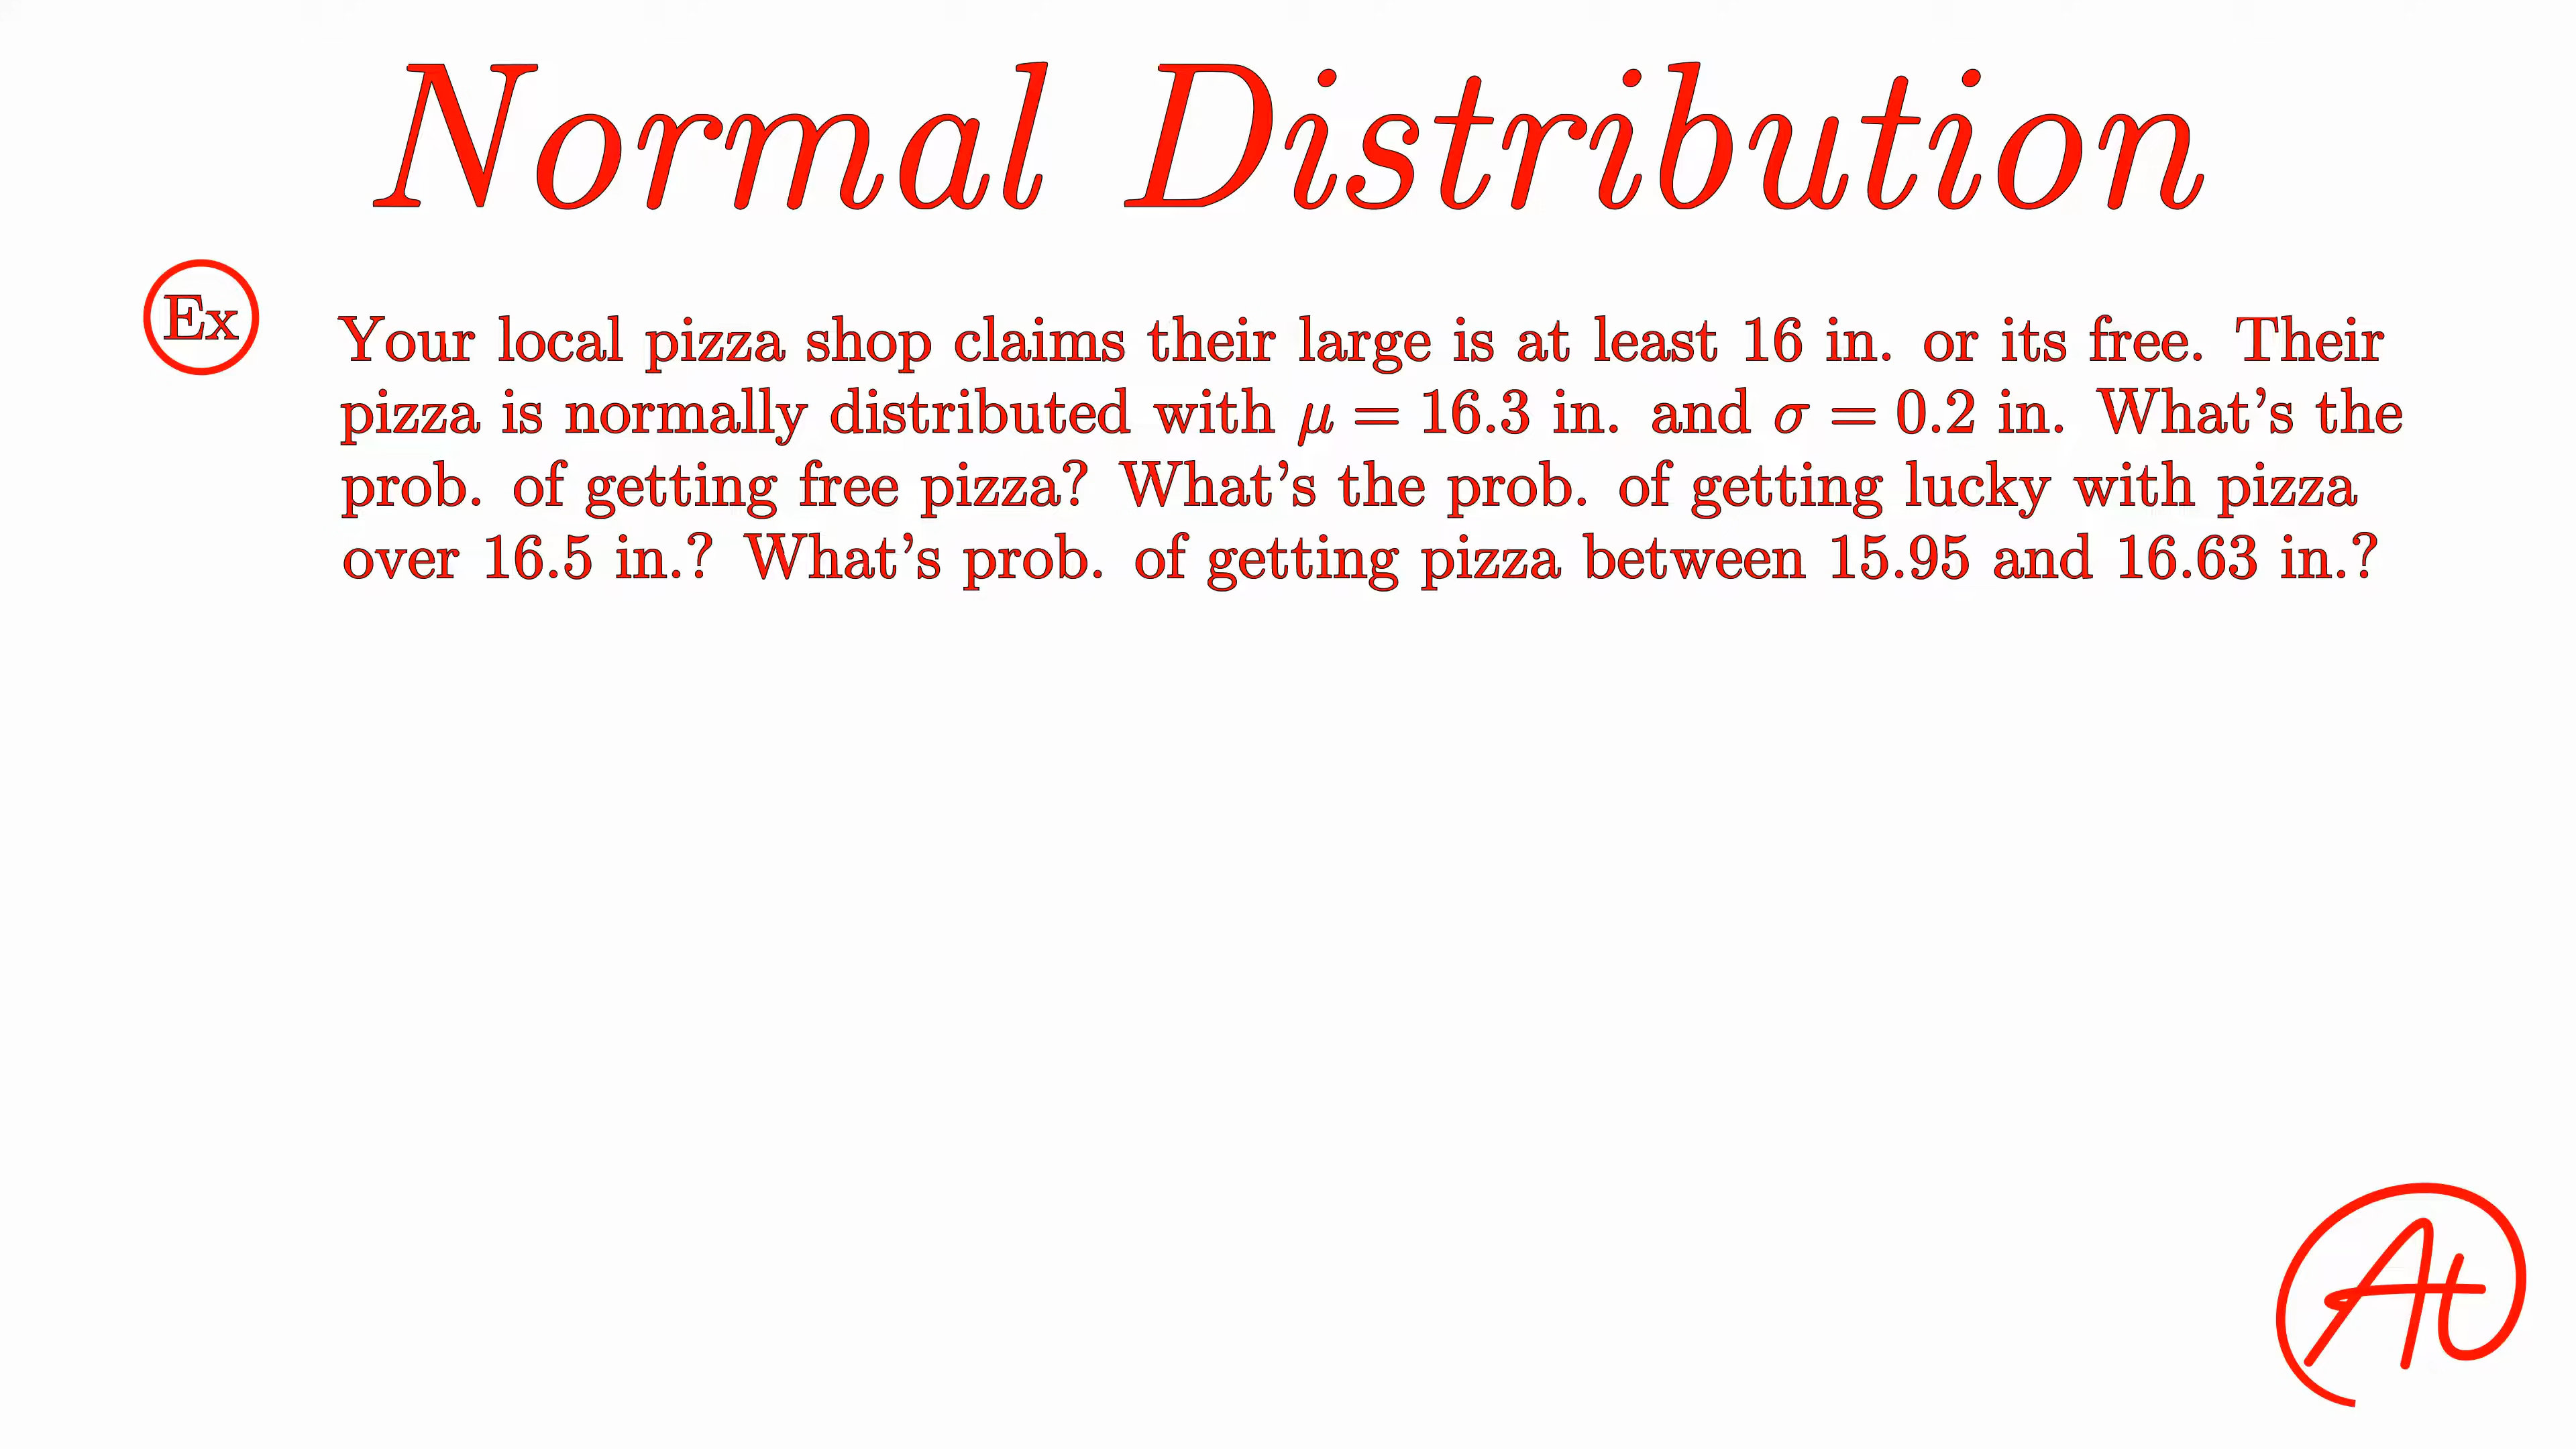 Normal Distribution
Ex
Your local pizza shop claims their large is at least 16 in. or its free. Their
pizza is normally distributed with μ = 16.3 in. and σ = 0.2 in. What's the
prob. of getting free pizza? What's the prob. of getting lucky with pizza
over 16.5 in.? What's prob. of getting pizza between 15.95 and 16.63 in.?
At